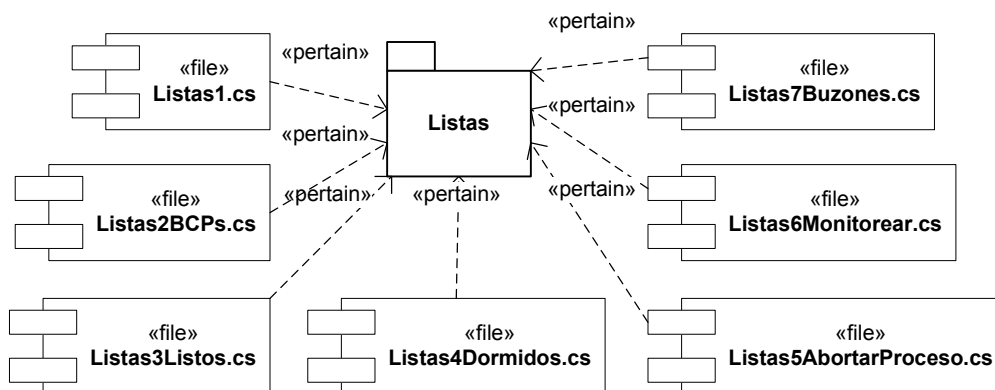 «pertain»
«pertain»
«pertain»
«file»
Listas1.cs
«file»
Listas7Buzones.cs
Listas
«pertain»
«pertain»
«file»
Listas2BCPs.cs
«pertain»
«pertain»
«pertain»
«file»
Listas6Monitorear.cs
«file»
Listas3Listos.cs
«file»
Listas4Dormidos.cs
«file»
Listas5AbortarProceso.cs